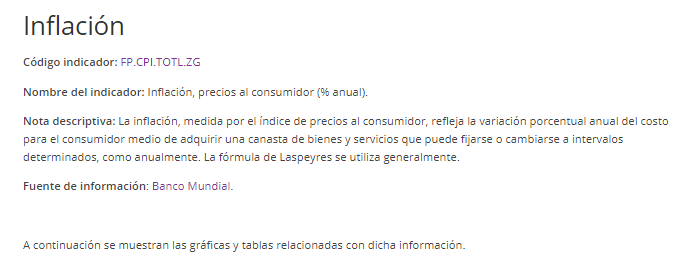 Inflación
Código indicador: FP.CPI.TOTL.ZG
Nombre del indicador: Inflación, precios al consumidor (% anual).
Nota descriptiva: La inflación, medida por el índice de precios al consumidor, refleja la variación porcentual anual del costo
para el consumidor medio de adquirir una canasta de bienes y servicios que puede fijarse o cambiarse a intervalos
determinados, como anualmente. La fórmula de Laspeyres se utiliza generalmente.
Fuente de información: Banco Mundial.
A continuación se muestran las gráficas y tablas relacionadas con dicha información.